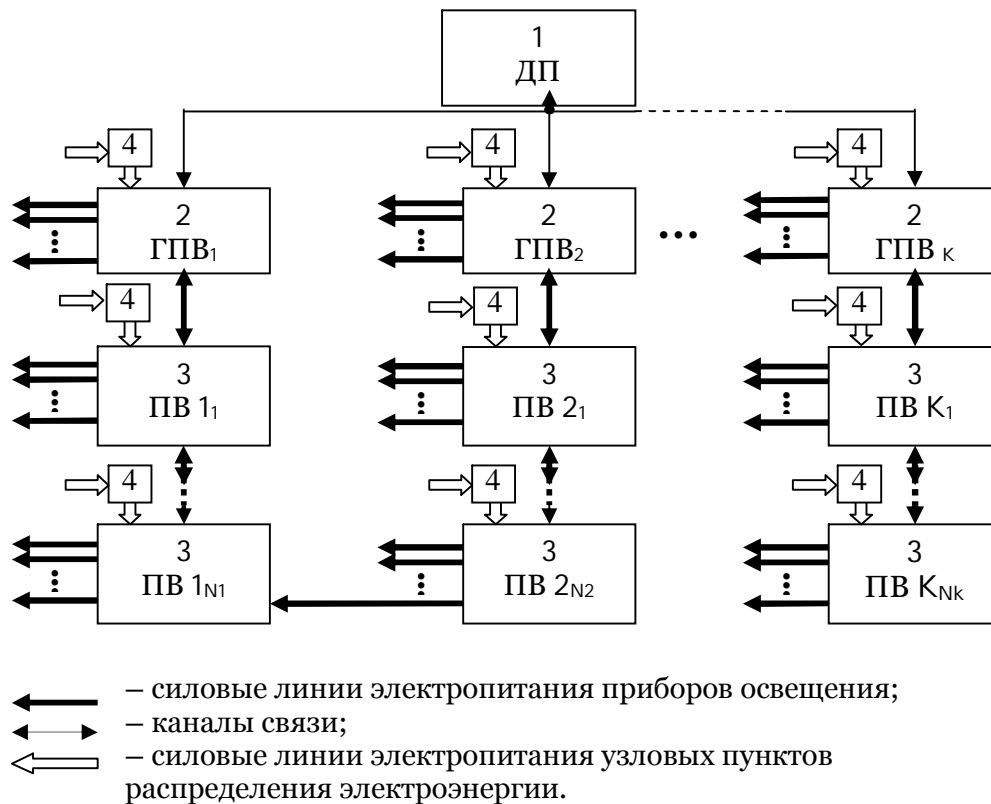 1
ДП
4
4
4
2
ГПВ₁
2
ГПВ₂
...
2
ГПВ к
4
4
4
3
ПВ 1₁
3
ПВ 2₁
3
ПВ K₁
4
4
4
3
ПВ 1N1
3
ПВ 2N2
3
ПВ KNk
– силовые линии электропитания приборов освещения;
– каналы связи;
– силовые линии электропитания узловых пунктов
распределения электроэнергии.